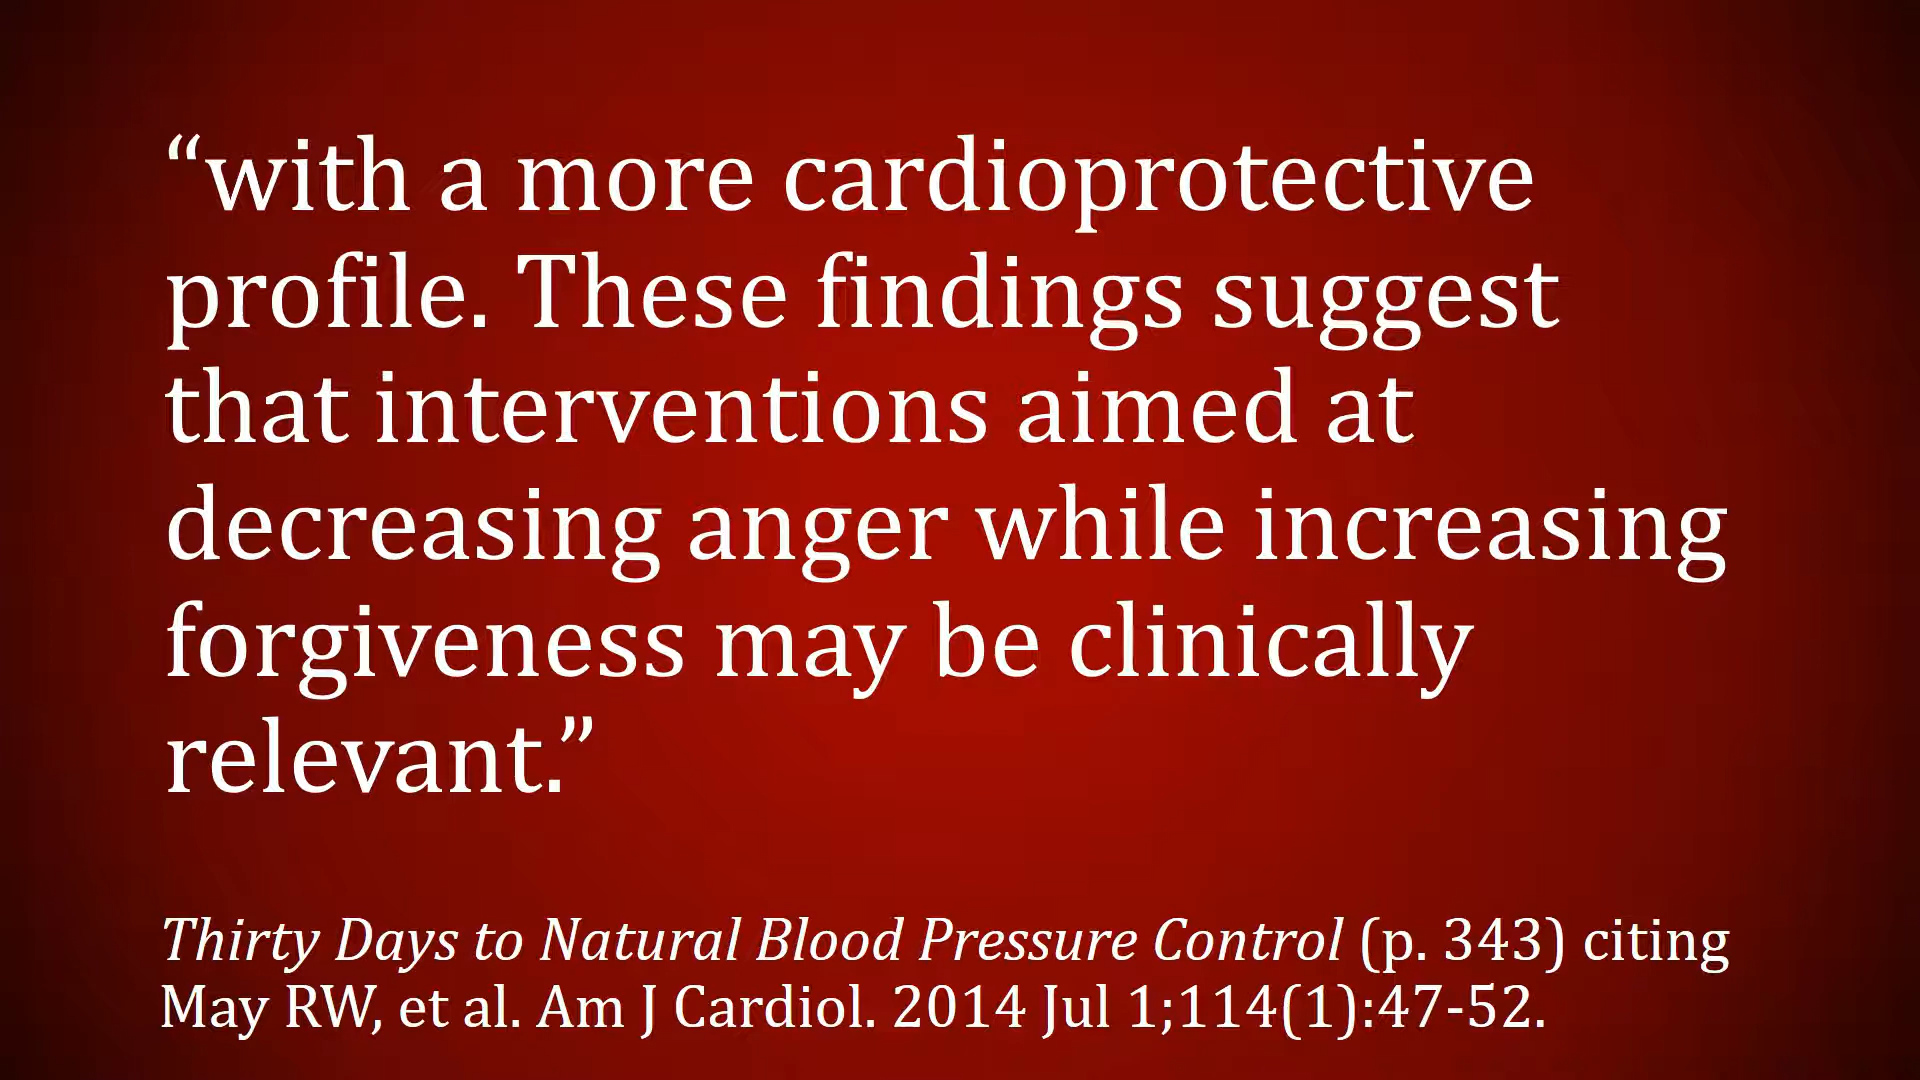 “with a more cardioprotective
profile. These findings suggest
that interventions aimed at
decreasing anger while increasing
forgiveness may be clinically
relevant.”
Thirty Days to Natural Blood Pressure Control (p. 343) citing
May RW, et al. Am J Cardiol. 2014 Jul 1;114(1):47-52.